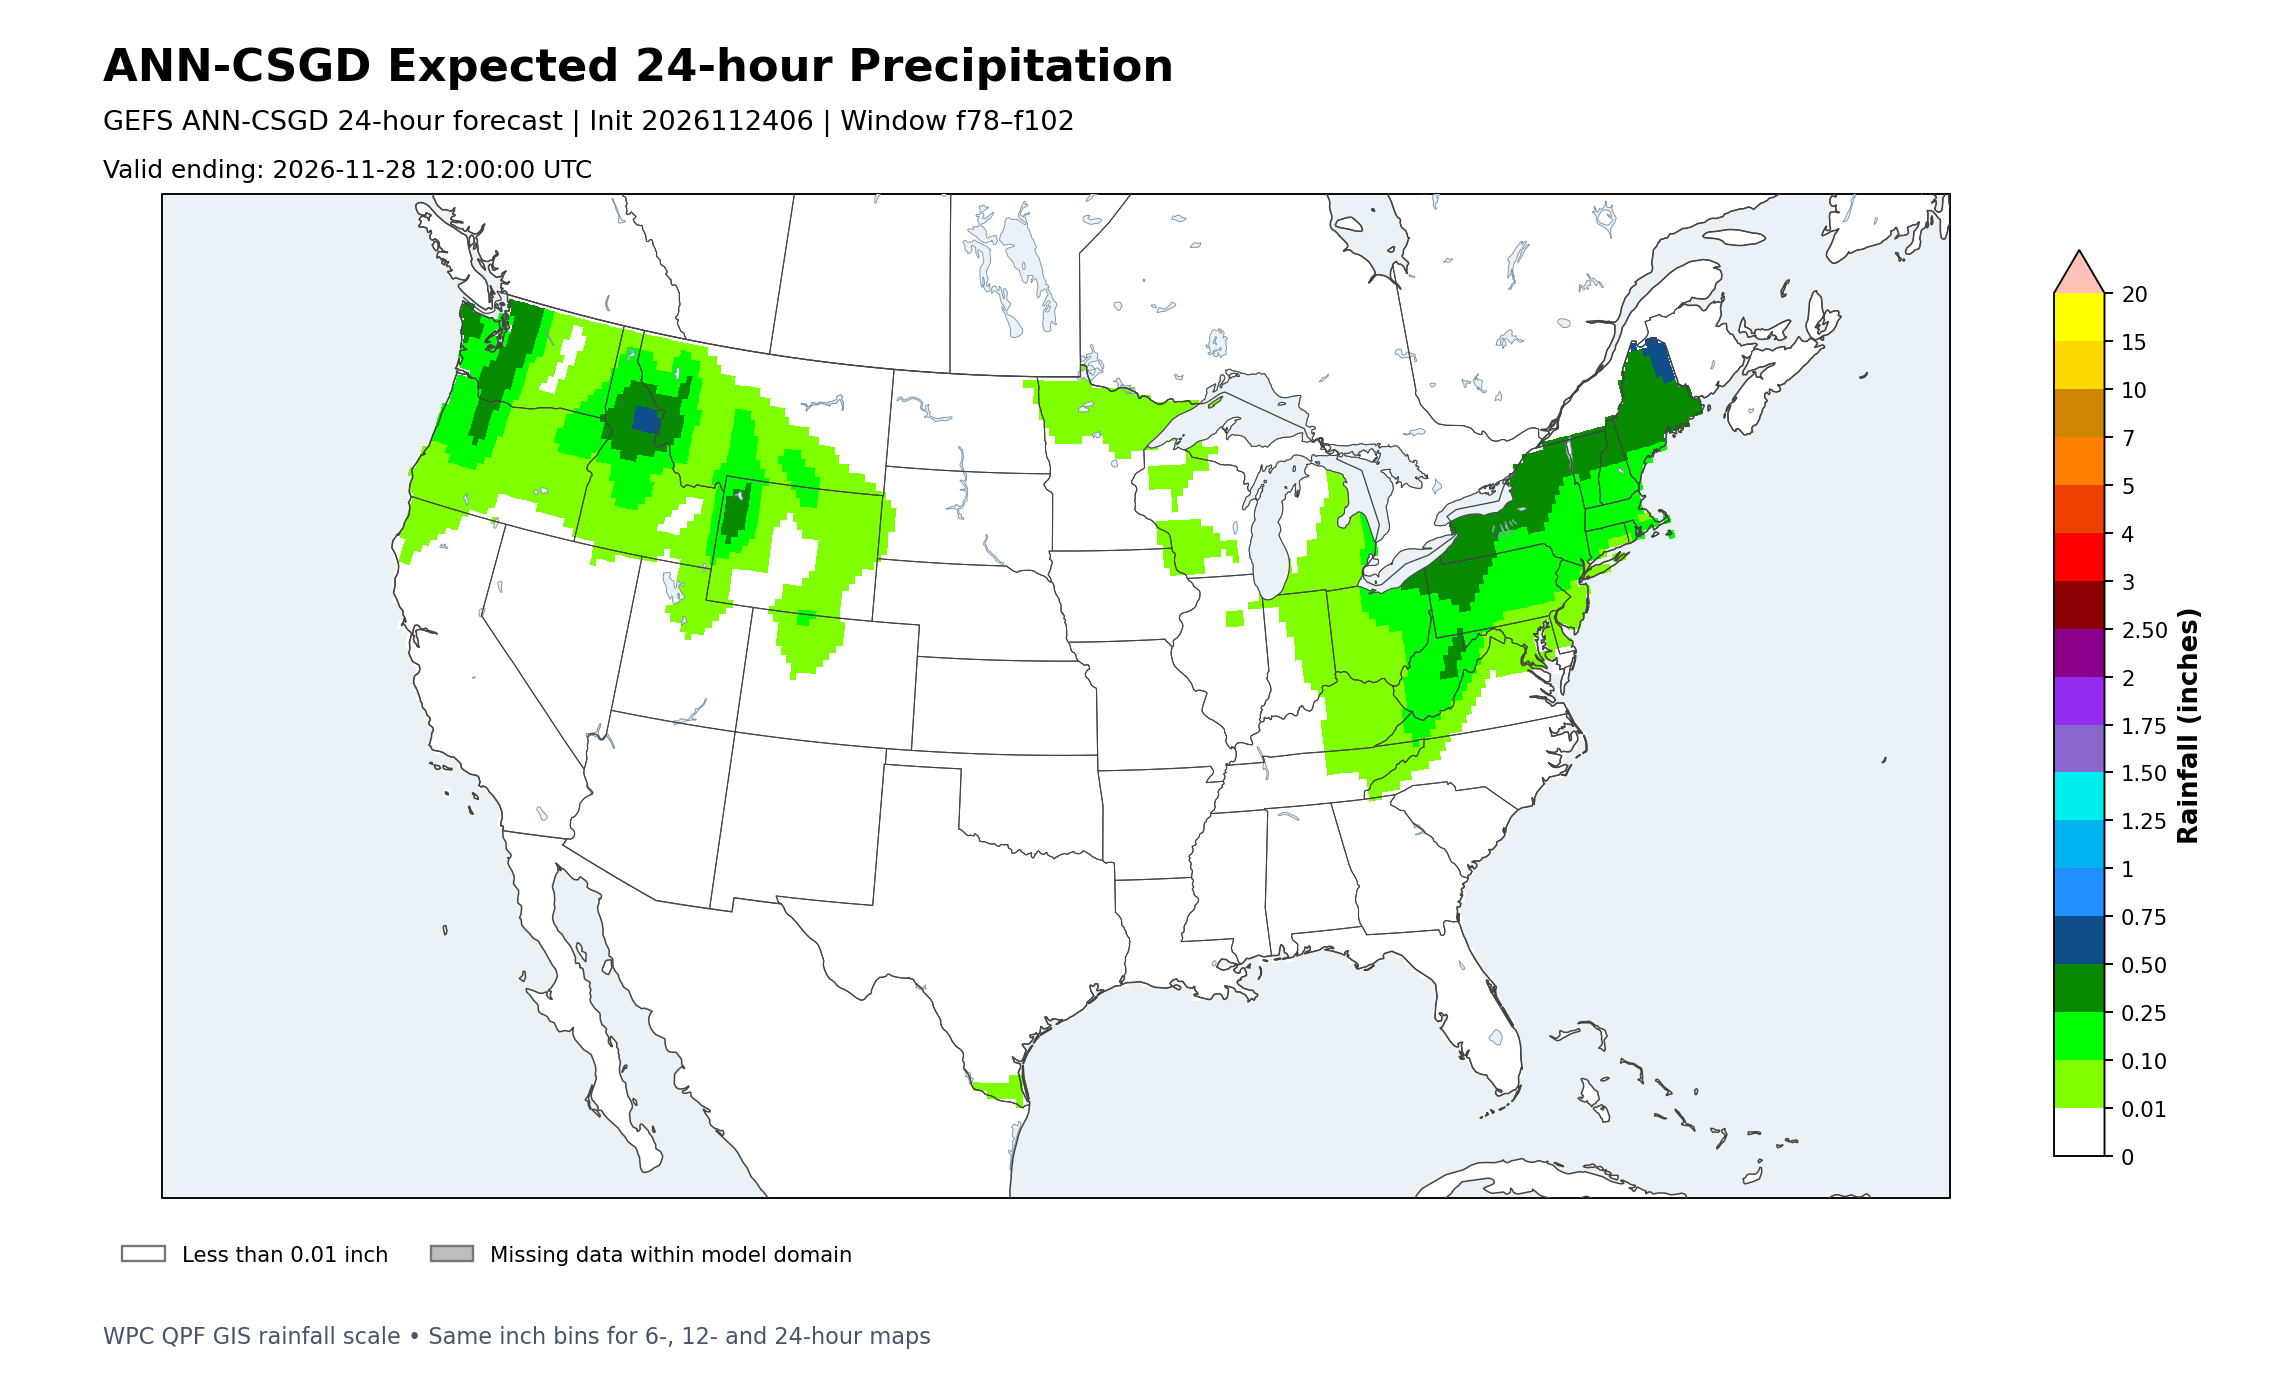 ANN-CSGD Expected 24-hour Precipitation
GEFS ANN-CSGD 24-hour forecast | Init 2026112406 | Window f78–f102
Valid ending: 2026-11-28 12:00:00 UTC
20
15
10
7
5
4
3
2.50
2
1.75
1.50
1.25
1
0.75
0.50
0.25
0.10
0.01
0
Rainfall (inches)
Less than 0.01 inch
Missing data within model domain
WPC QPF GIS rainfall scale • Same inch bins for 6-, 12- and 24-hour maps